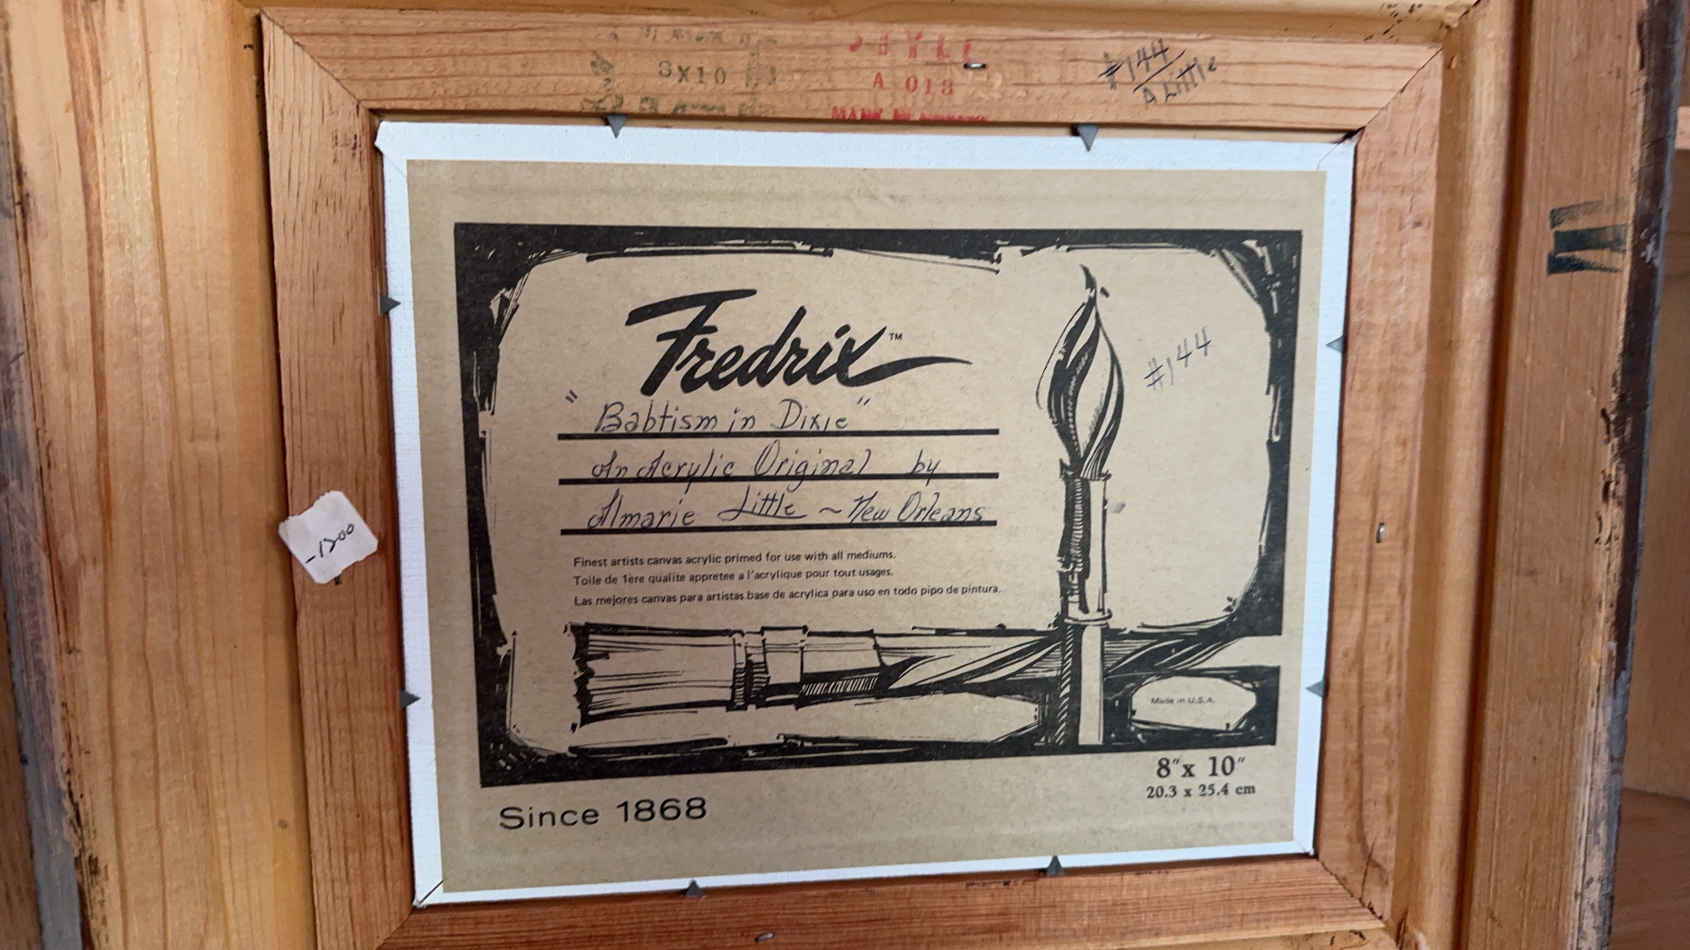 8X10
A 013
#144
A Little
Fredrix™
#144
"Babtism in Dixie"
An Acrylic Original by
Almarie Little ~ New Orleans
Finest artists canvas acrylic primed for use with all mediums.
Toile de 1ère qualite appretee a l'acrylique pour tout usages.
Las mejores canvas para artistas base de acrylica para uso en todo pipo de pintura.
Made in U.S.A.
8"x 10"
20.3 x 25.4 cm
Since 1868